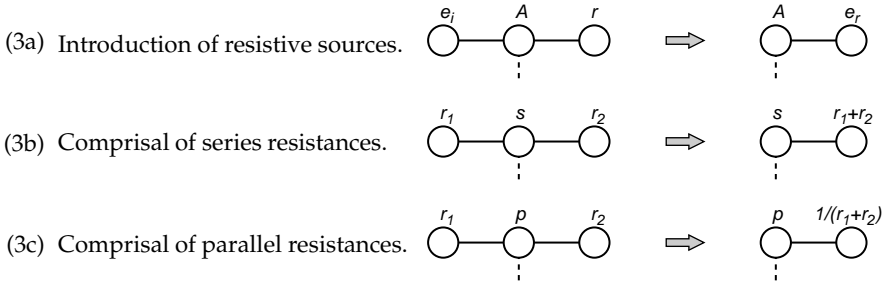 e_i A r A e_r
(3a) Introduction of resistive sources.
r_1 s r_2 s r_1+r_2
(3b) Comprisal of series resistances.
r_1 p r_2 p 1/(r_1+r_2)
(3c) Comprisal of parallel resistances.